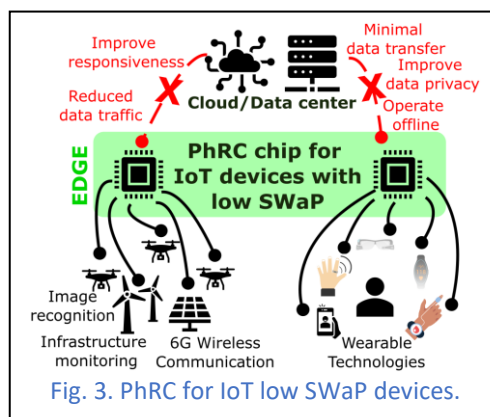 Improve
responsiveness
Reduced
data traffic
Cloud/Data center
Minimal
data transfer
Improve
data privacy
Operate
offline
EDGE
PhRC chip for
IoT devices with
low SWaP
Image
recognition
Infrastructure
monitoring
6G Wireless
Communication
Wearable
Technologies
Fig. 3. PhRC for IoT low SWaP devices.